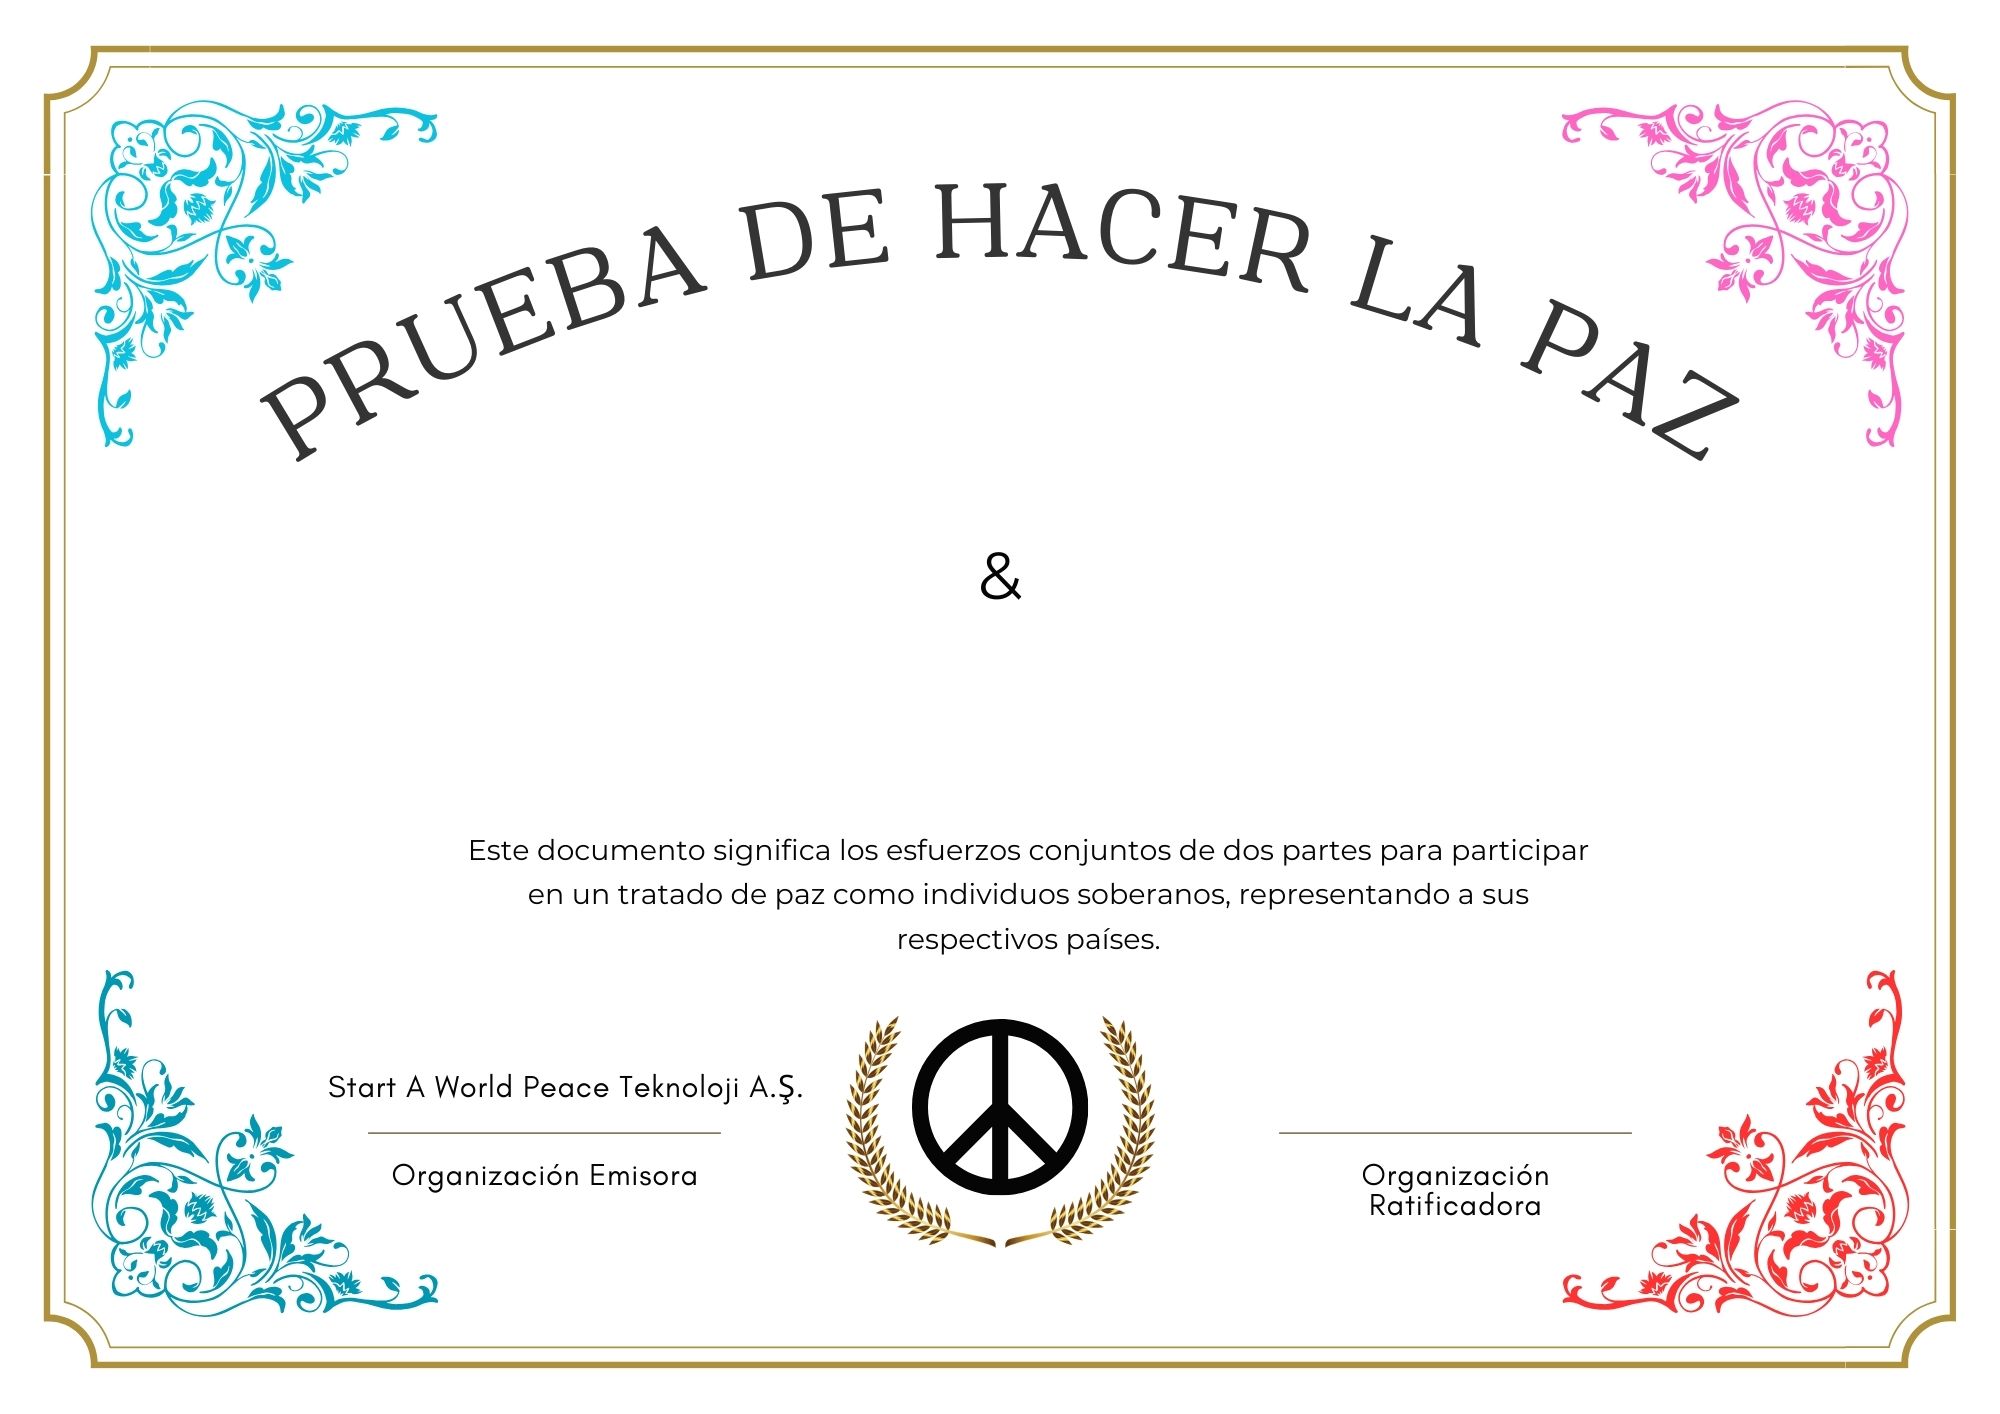 PRUEBA DE HACER LA PAZ
&
Este documento significa los esfuerzos conjuntos de dos partes para participar
en un tratado de paz como individuos soberanos, representando a sus
respectivos países.
Start A World Peace Teknoloji A.Ş.
Organización Emisora
Organización
Ratificadora